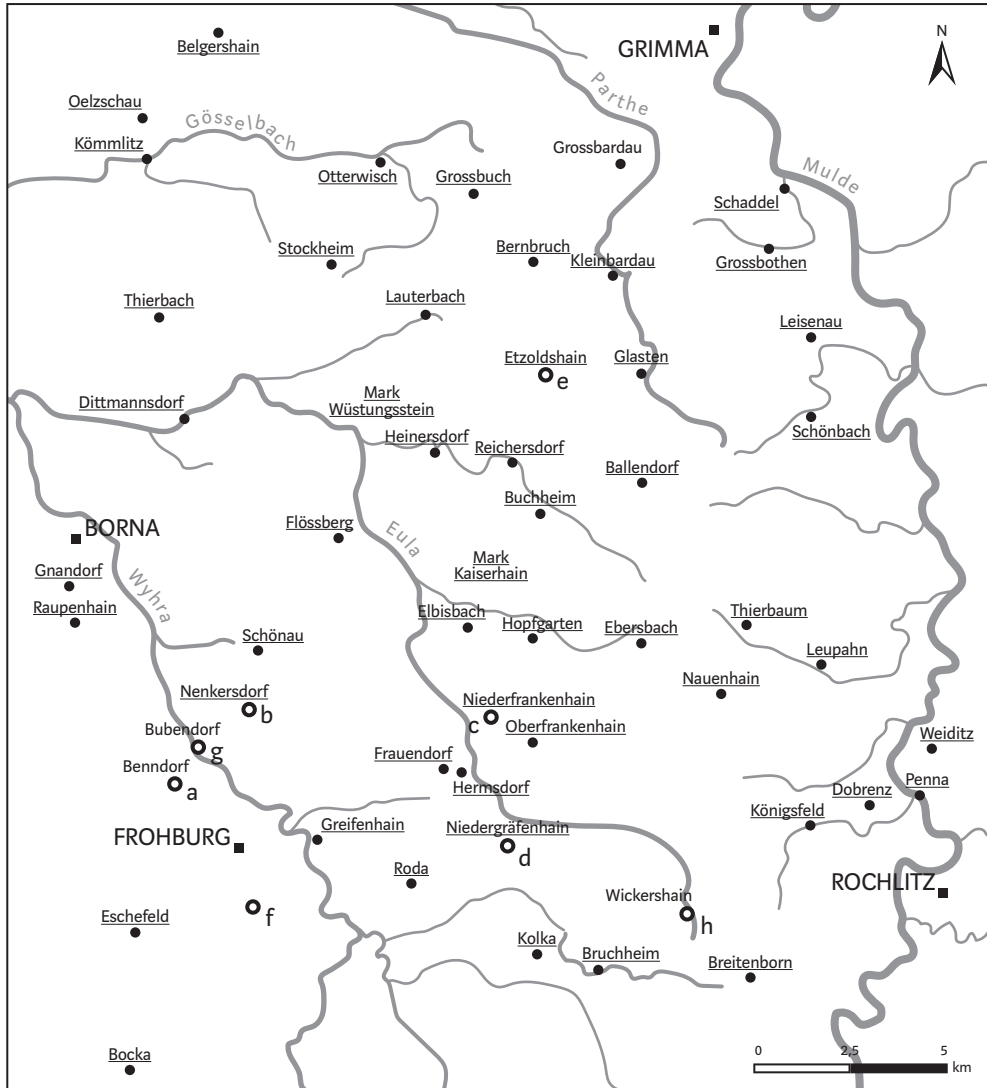 Belgershain
GRIMMA
N
Oelzschau
Gösselbach
Parthe
Kömmlitz
Otterwisch
Grossbuch
Grossbardau
Mulde
Schaddel
Stockheim
Bernbruch
Kleinbardau
Grossbothen
Thierbach
Lauterbach
Leisenau
Etzoldshain
e
Glasten
Dittmannsdorf
Mark
Wüstungsstein
Heinersdorf
Reichersdorf
Schönbach
Ballendorf
Buchheim
BORNA
Flössberg
Eula
Mark
Kaiserhain
Gnandorf
Raupenhain
Wyhra
Elbisbach
Hopfgarten
Ebersbach
Thierbaum
Schönau
Leupahn
Nauenhain
Nenkersdorf
b
Niederfrankenhain
c
Bubendorf
g
Oberfrankenhain
Weiditz
Benndorf
a
Frauendorf
Hermsdorf
Dobrenz
Penna
Königsfeld
FROHBURG
Greifenhain
Niedergräfenhain
d
Roda
ROCHLITZ
Wickershain
h
f
Eschefeld
Kolka
Bruchheim
Breitenborn
Bocka
0 2,5 5
km